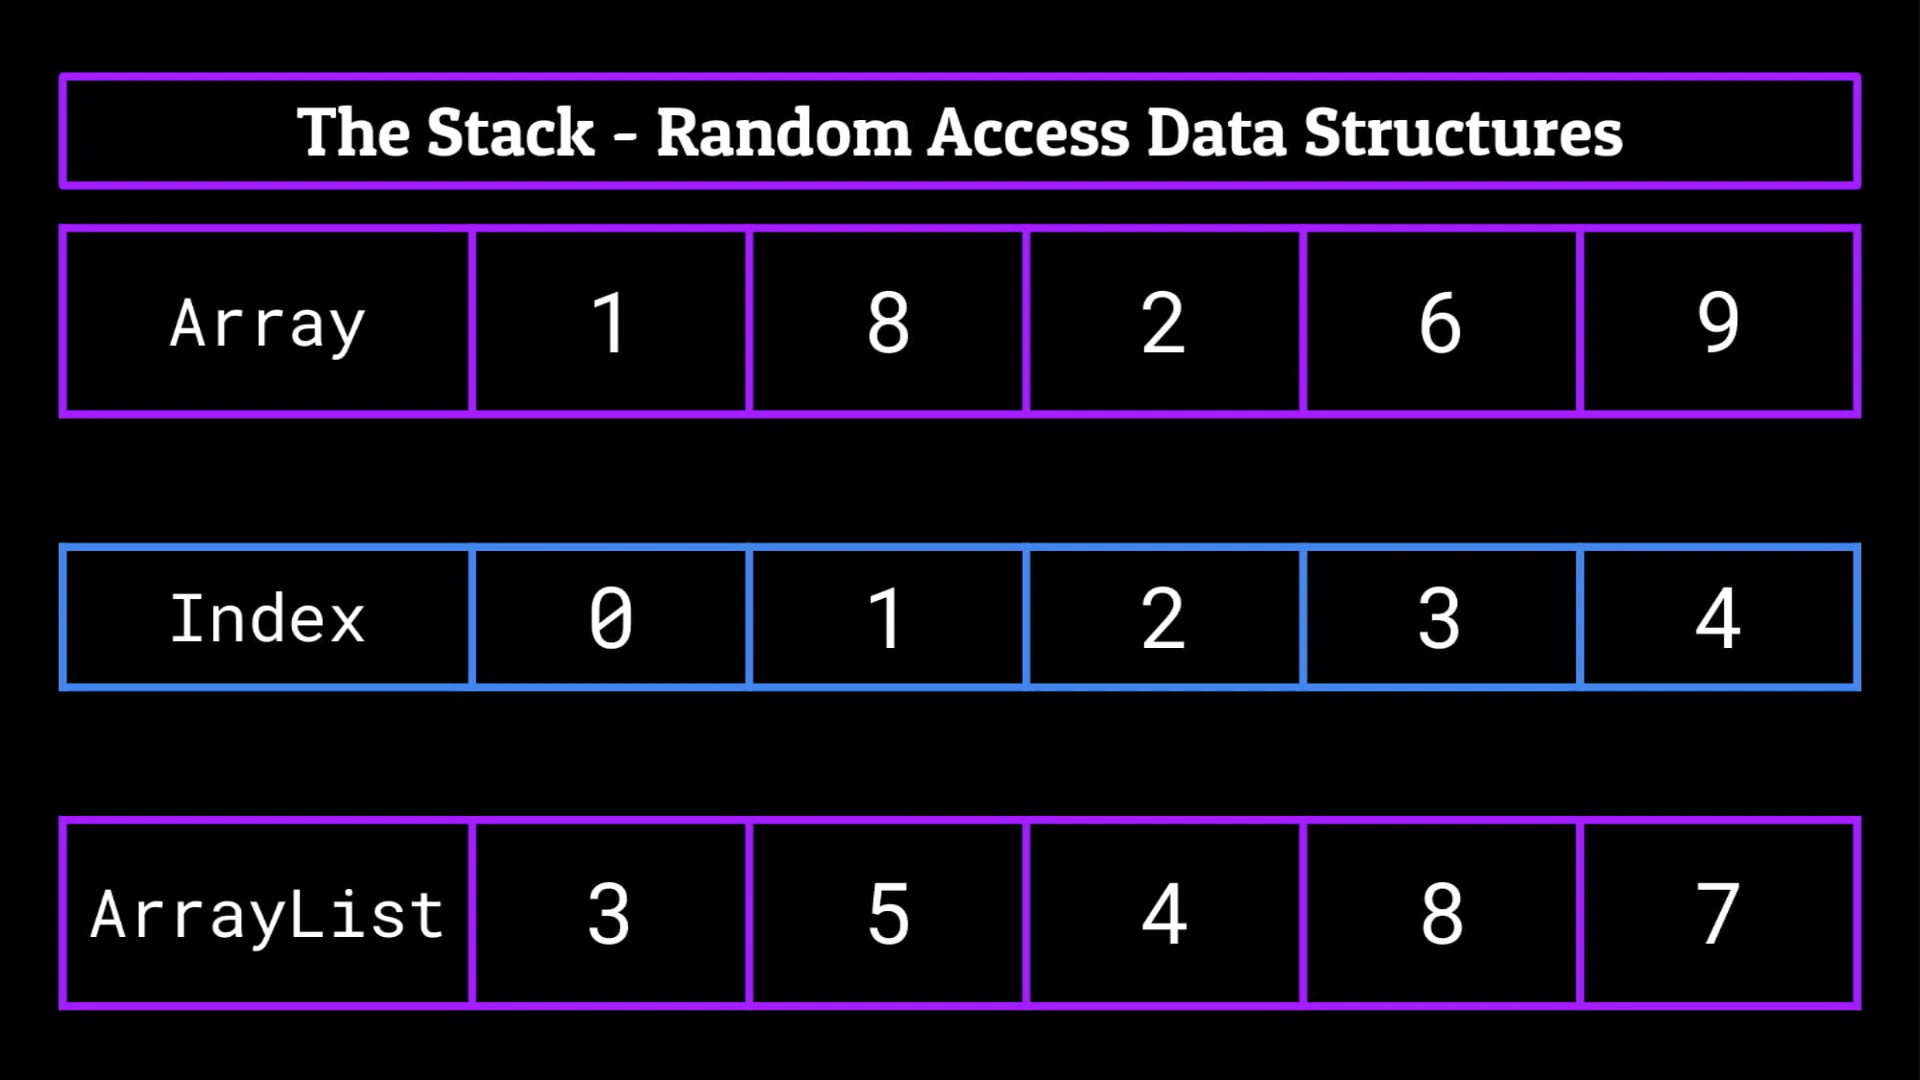 The Stack - Random Access Data Structures
Array 1 8 2 6 9
Index 0 1 2 3 4
ArrayList 3 5 4 8 7